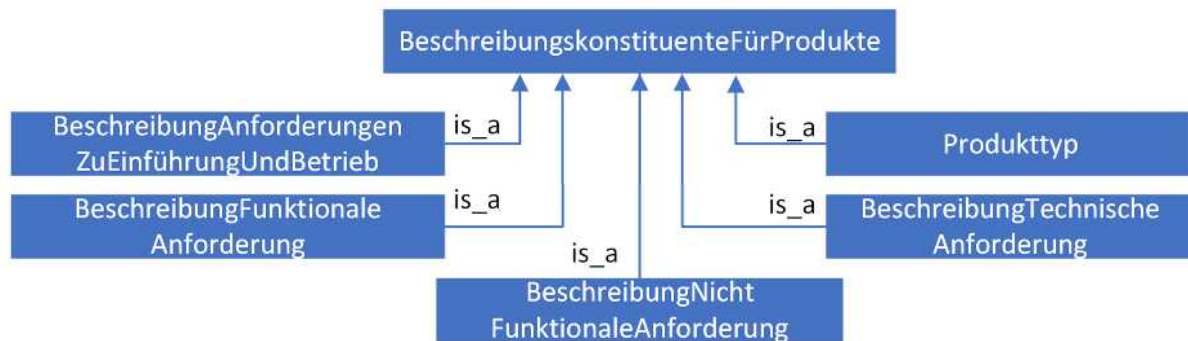 BeschreibungskonstituenteFürProdukte
BeschreibungAnforderungen
ZuEinführungUndBetrieb
is_a
is_a
Produkttyp
BeschreibungFunktionale
Anforderung
is_a
is_a
BeschreibungTechnische
Anforderung
is_a
BeschreibungNicht
FunktionaleAnforderung